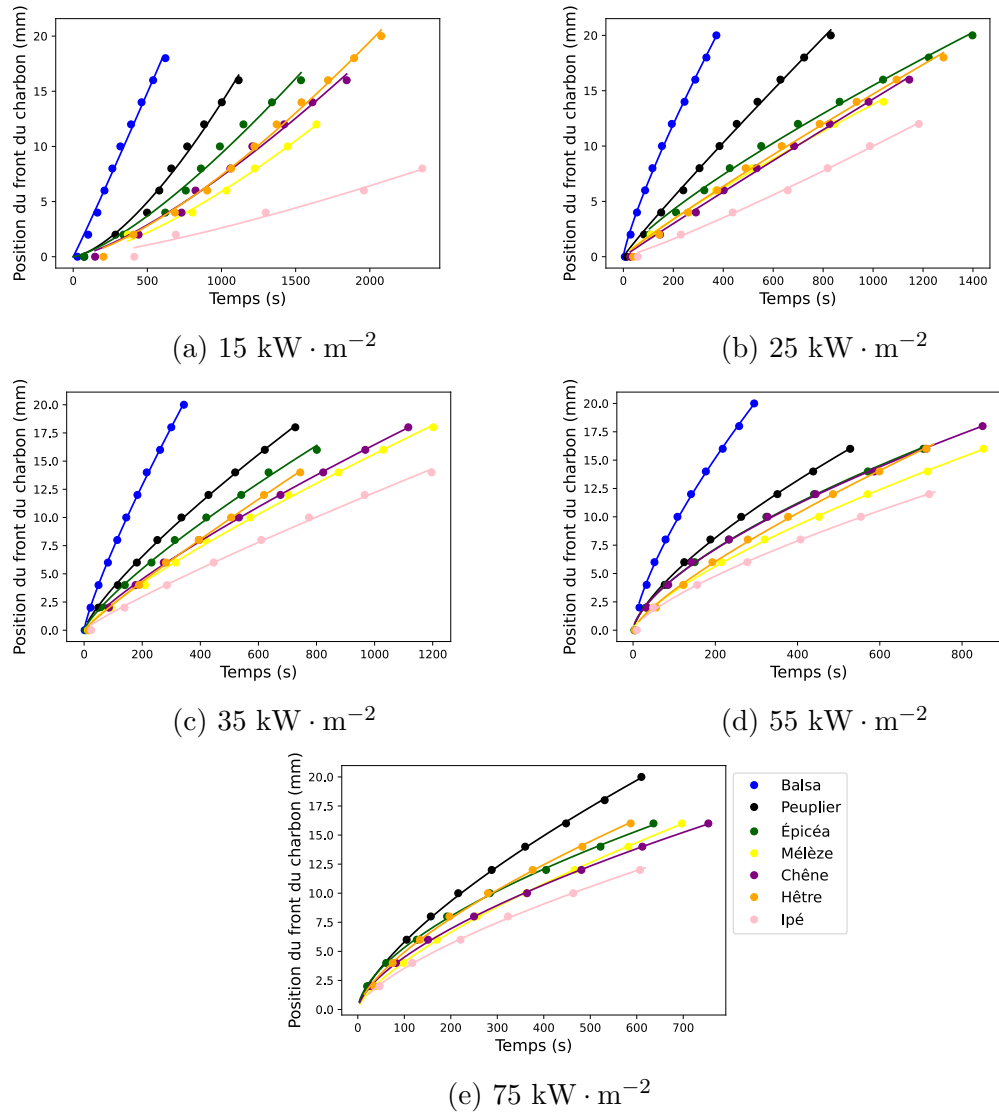 20
15
10
5
0
Position du front du charbon (mm)
0 500 1000 1500 2000
Temps (s)
(a) 15 kW · m⁻²
20
15
10
5
0
Position du front du charbon (mm)
0 200 400 600 800 1000 1200 1400
Temps (s)
(b) 25 kW · m⁻²
20.0
17.5
15.0
12.5
10.0
7.5
5.0
2.5
0.0
Position du front du charbon (mm)
0 200 400 600 800 1000 1200
Temps (s)
(c) 35 kW · m⁻²
20.0
17.5
15.0
12.5
10.0
7.5
5.0
2.5
0.0
Position du front du charbon (mm)
0 200 400 600 800
Temps (s)
(d) 55 kW · m⁻²
20.0
17.5
15.0
12.5
10.0
7.5
5.0
2.5
0.0
Position du front du charbon (mm)
0 100 200 300 400 500 600 700
Temps (s)
Balsa
Peuplier
Épicéa
Mélèze
Chêne
Hêtre
Ipé
(e) 75 kW · m⁻²